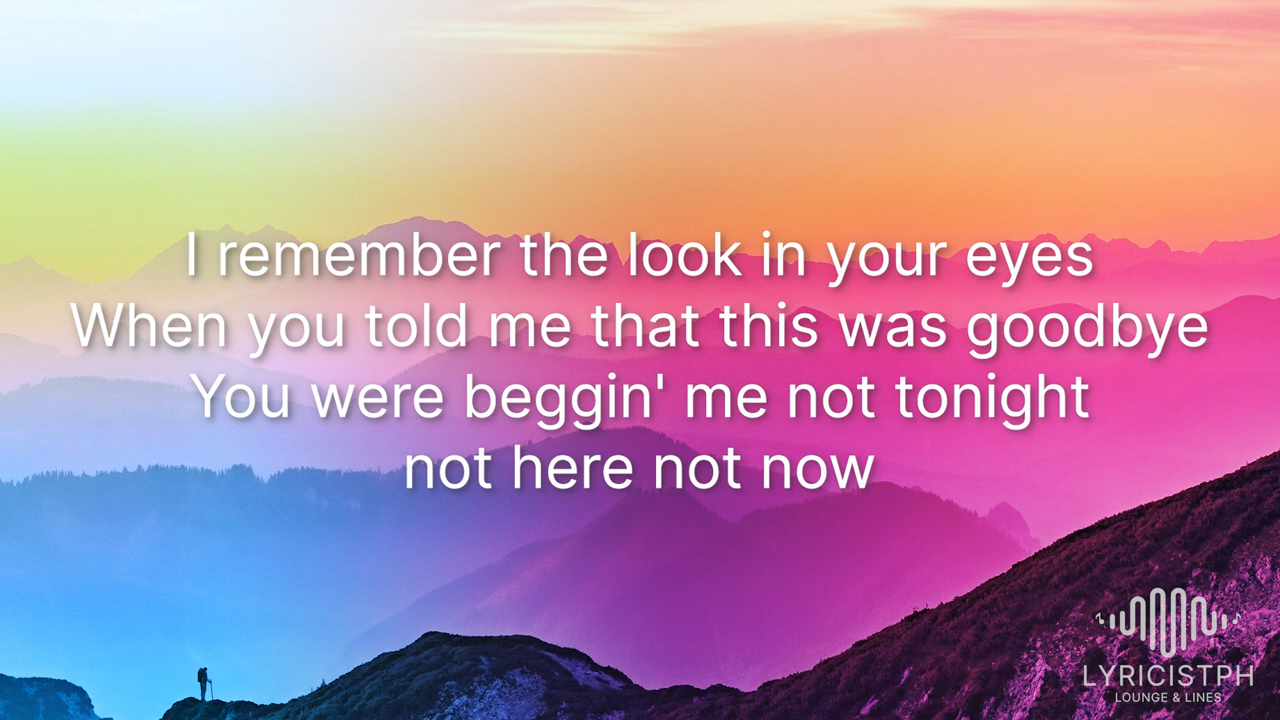 I remember the look in your eyes
When you told me that this was goodbye
You were beggin' me not tonight
not here not now
LYRICISTPH
LOUNGE & LINES